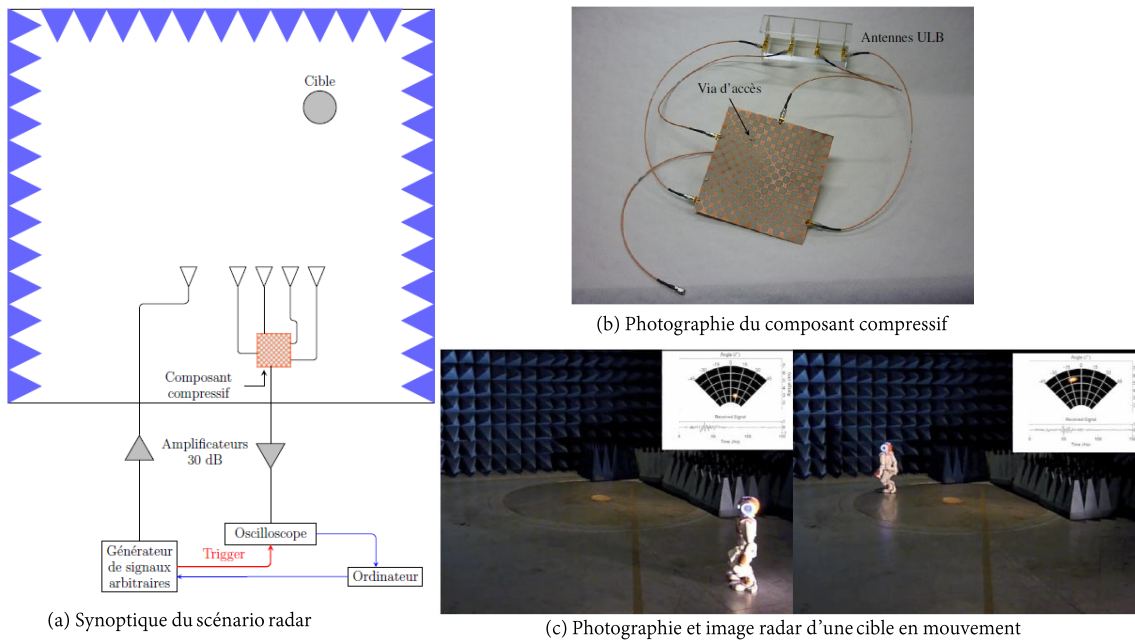 Cible
Composant
compressif
Amplificateurs
30 dB
Oscilloscope
Générateur
de signaux
arbitraires
Trigger
Ordinateur
(a) Synoptique du scénario radar
Antennes ULB
Via d'accès
(b) Photographie du composant compressif
Angle (°)
Received Signal
Time (ns)
Angle (°)
Received Signal
(c) Photographie et image radar d'une cible en mouvement